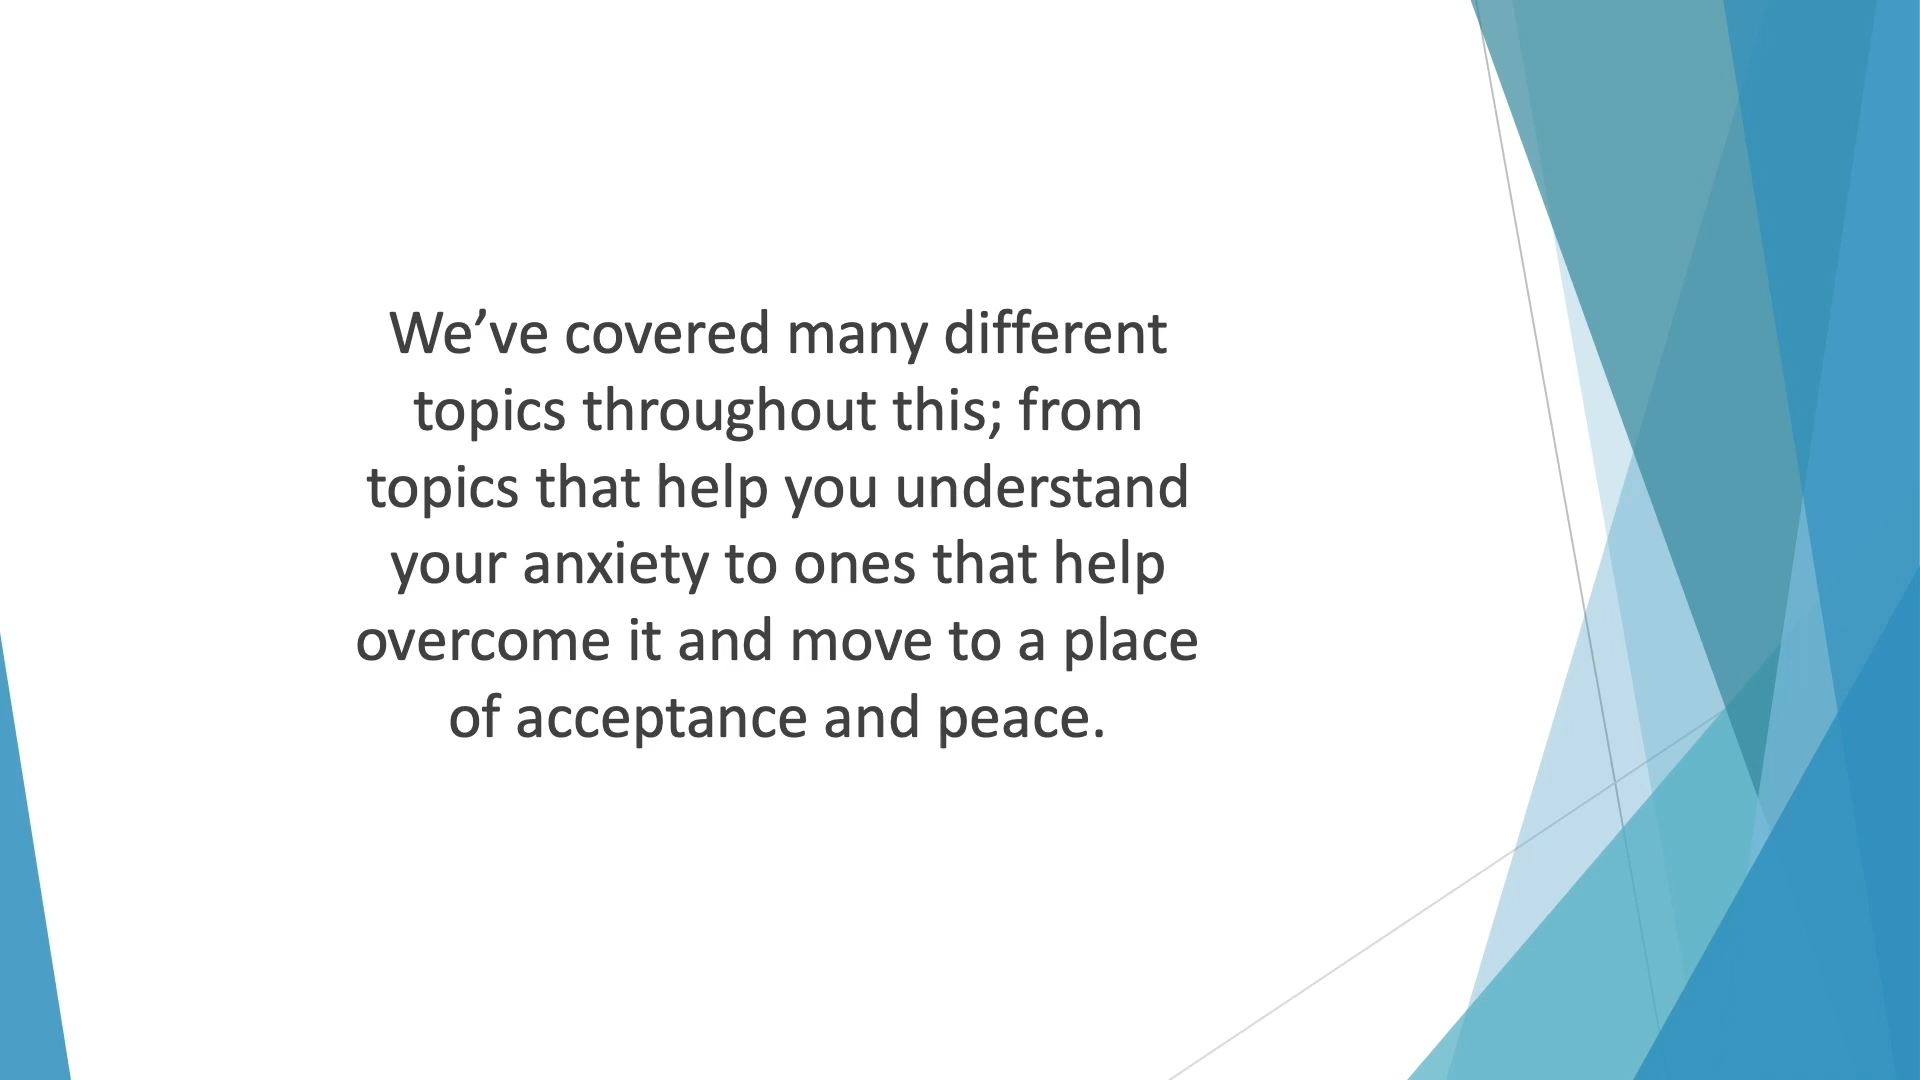 We’ve covered many different
topics throughout this; from
topics that help you understand
your anxiety to ones that help
overcome it and move to a place
of acceptance and peace.